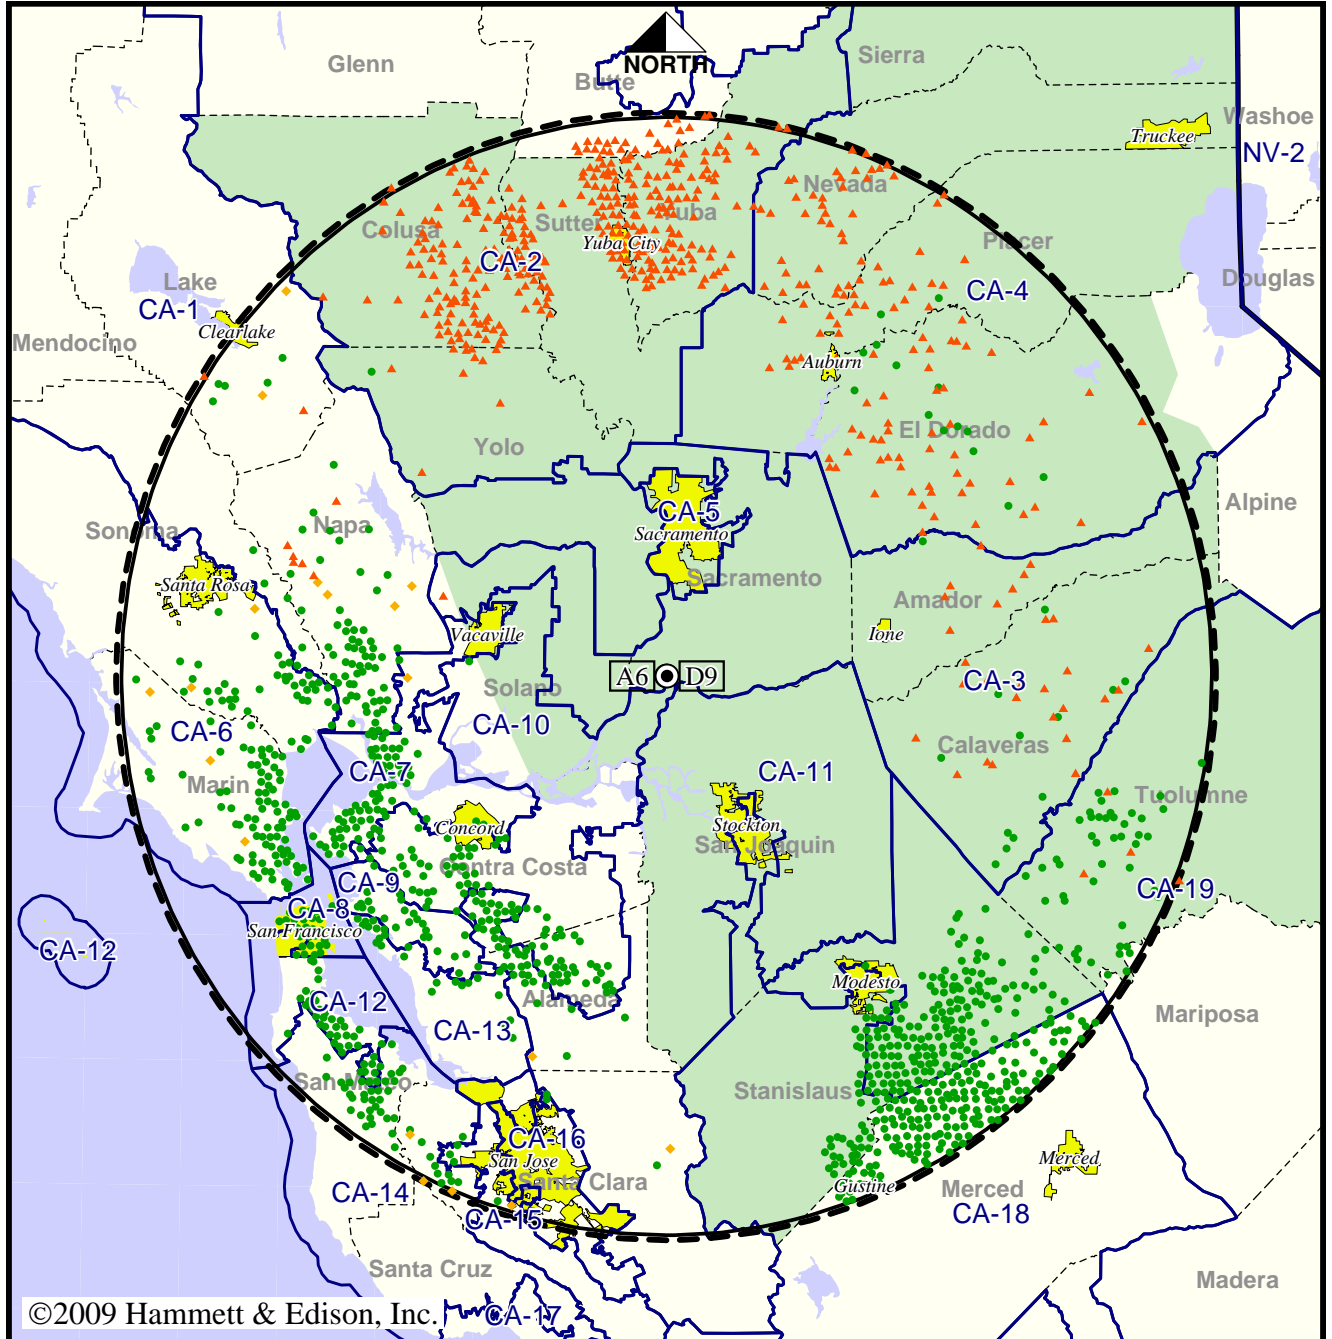 Glenn
NORTH
Butte
Sierra
Washoe
Truckee
NV-2
Nevada
Colusa
Sutter
Yuba
Yuba City
CA-2
Placer
CA-4
Douglas
Lake
CA-1
Clearlake
Mendocino
Auburn
El Dorado
Yolo
Alpine
CA-5
Sacramento
Sonoma
Napa
Sacramento
Santa Rosa
Amador
Ione
Vacaville
A6
D9
Solano
CA-3
CA-10
CA-6
Calaveras
CA-7
CA-11
Marin
Tuolumne
Concord
Stockton
San Joaquin
Contra Costa
CA-9
CA-19
CA-8
San Francisco
CA-12
Modesto
CA-12
Alameda
CA-13
Mariposa
San Mateo
Stanislaus
CA-16
San Jose
Merced
Santa Clara
Gustine
Merced
CA-14
CA-18
CA-15
Santa Cruz
Madera
©2009 Hammett & Edison, Inc.
CA-17